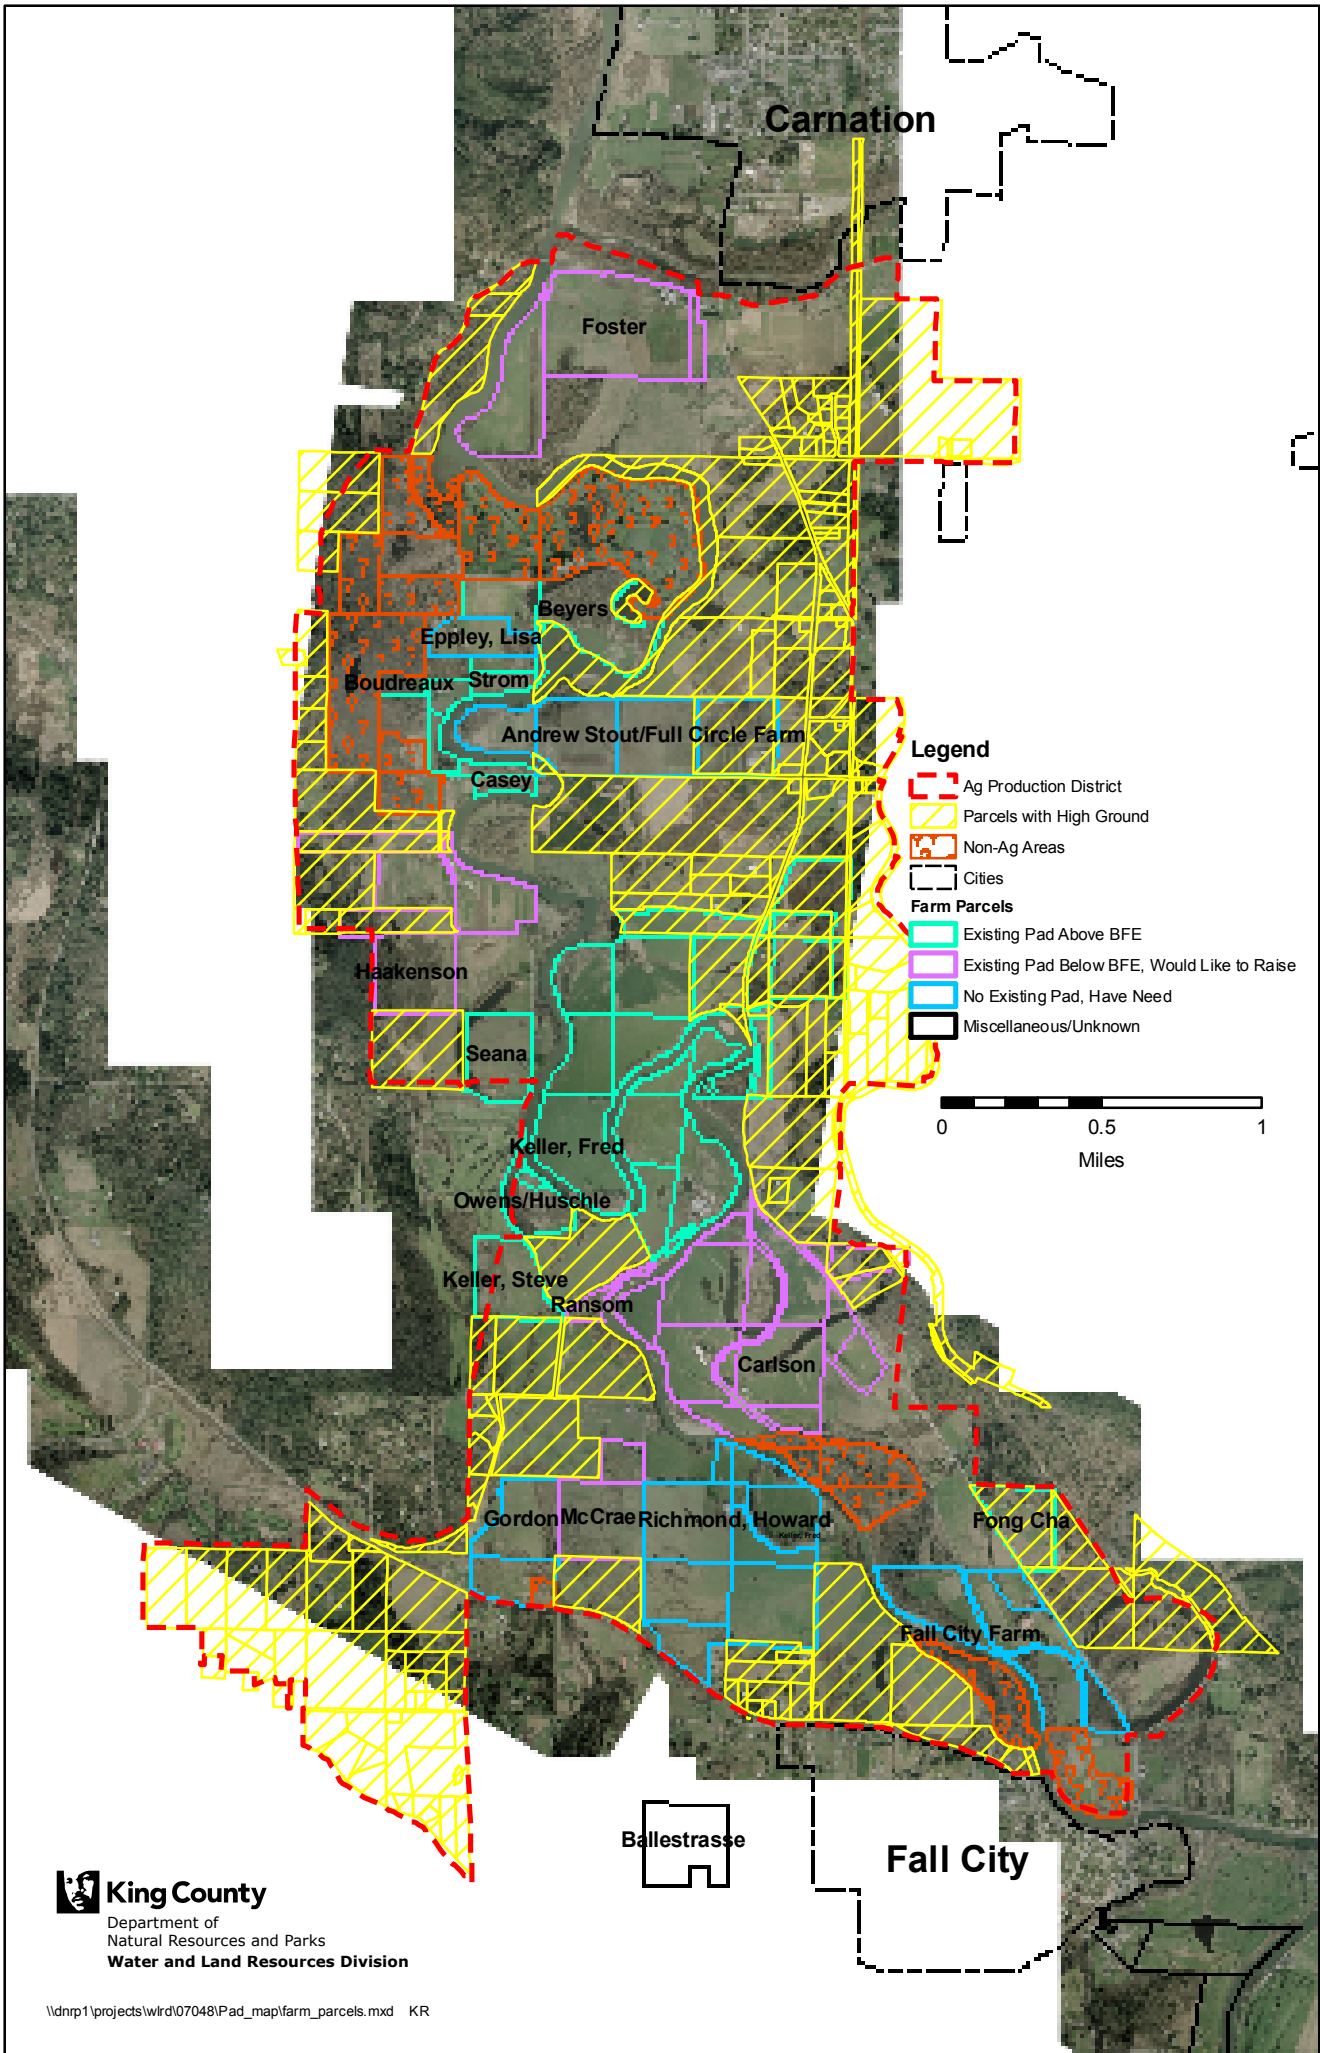 Carnation
Foster
Beyers
Eppley, Lisa
Boudreaux
Strom
Andrew Stout/Full Circle Farm
Casey
Legend
Ag Production District
Parcels with High Ground
Non-Ag Areas
Cities
Farm Parcels
Existing Pad Above BFE
Existing Pad Below BFE, Would Like to Raise
No Existing Pad, Have Need
Miscellaneous/Unknown
Haakenson
Seana
0 0.5 1
Miles
Keller, Fred
Owens/Huschle
Keller, Steve
Ransom
Carlson
Gordon
McCrae
Richmond, Howard
Keller, Fred
Fong Cha
Fall City Farm
Ballestrasse
Fall City
King County
Department of
Natural Resources and Parks
Water and Land Resources Division
\\dnrp1\projects\wlrd\07048\Pad_map\farm_parcels.mxd KR